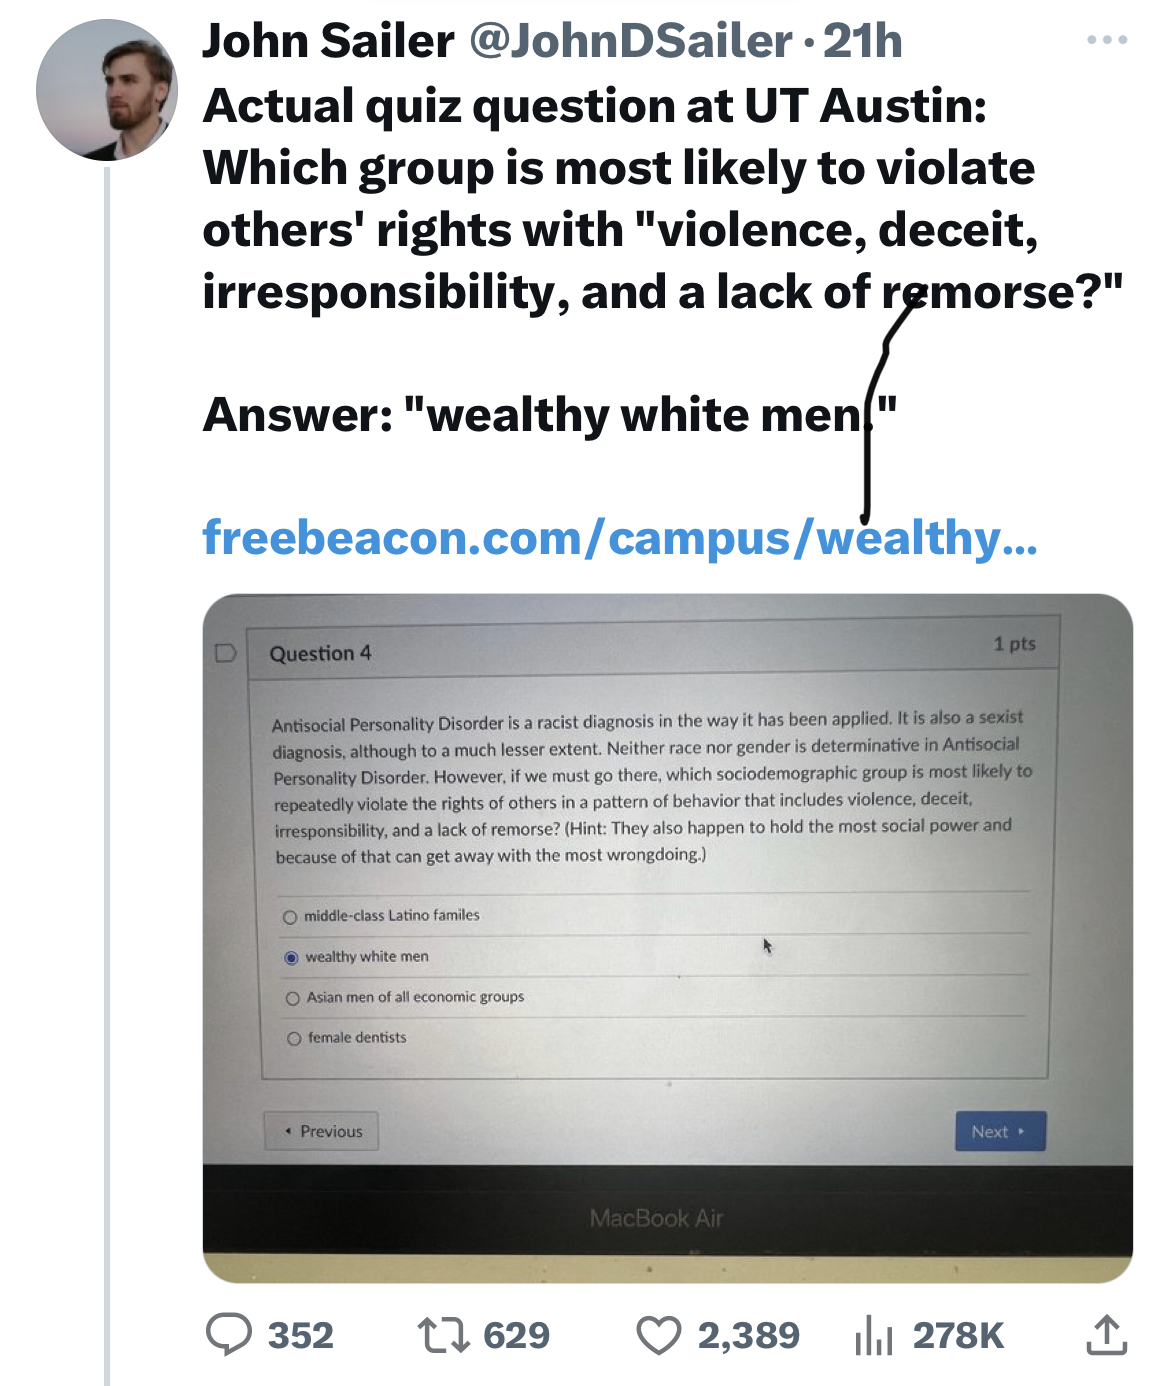 John Sailer @JohnDSailer · 21h
Actual quiz question at UT Austin:
Which group is most likely to violate
others' rights with "violence, deceit,
irresponsibility, and a lack of remorse?"
Answer: "wealthy white men."
freebeacon.com/campus/wealthy...
Question 4
1 pts
Antisocial Personality Disorder is a racist diagnosis in the way it has been applied. It is also a sexist
diagnosis, although to a much lesser extent. Neither race nor gender is determinative in Antisocial
Personality Disorder. However, if we must go there, which sociodemographic group is most likely to
repeatedly violate the rights of others in a pattern of behavior that includes violence, deceit,
irresponsibility, and a lack of remorse? (Hint: They also happen to hold the most social power and
because of that can get away with the most wrongdoing.)
middle-class Latino familes
wealthy white men
Asian men of all economic groups
female dentists
Previous
Next
MacBook Air
352
629
2,389
278K